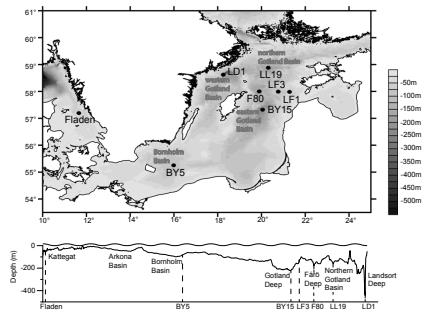 61°
60°
59°
58°
57°
56°
55°
54°
10° 12° 14° 16° 18° 20° 22° 24°
northern
Gotland Basin
LD1
LL19
western
Gotland
Basin
LF3
F80
LF1
BY15
eastern
Gotland
Basin
Fladen
Bornholm
Basin
BY5
-50m
-100m
-150m
-200m
-250m
-300m
-350m
-400m
-450m
-500m
Depth (m)
0
-200
-400
Kattegat
Arkona
Basin
Bornholm
Basin
Gotland
Deep
Farö
Deep
Northern
Gotland
Basin
Landsort
Deep
Fladen BY5 BY15 LF3 F80 LL19 LD1